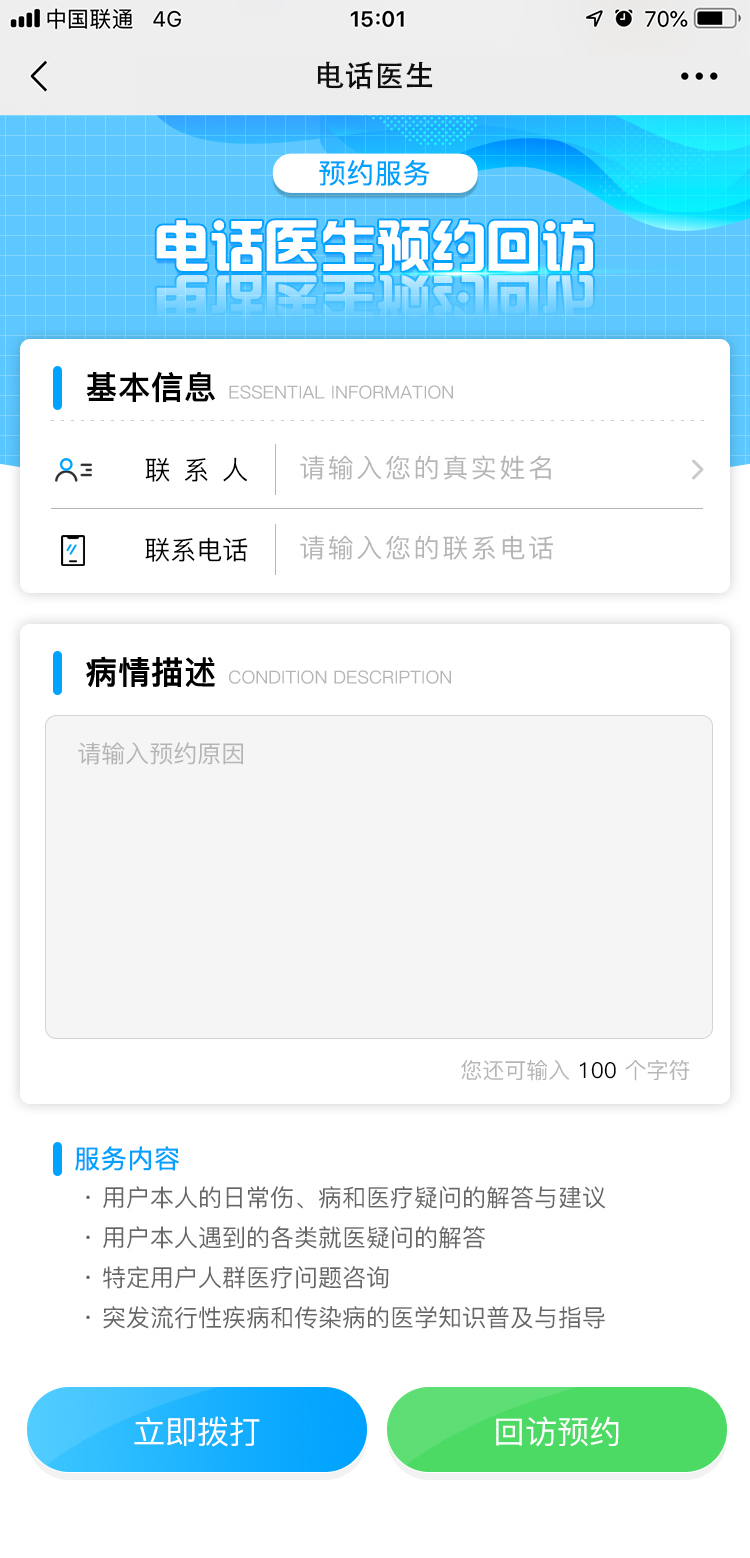 中国联通 4G 15:01 70%
电话医生
预约服务
电话医生预约回访
基本信息 ESSENTIAL INFORMATION
联系人 请输入您的真实姓名
联系电话 请输入您的联系电话
病情描述 CONDITION DESCRIPTION
请输入预约原因
您还可输入 100 个字符
服务内容
· 用户本人的日常伤、病和医疗疑问的解答与建议
· 用户本人遇到的各类就医疑问的解答
· 特定用户人群医疗问题咨询
· 突发流行性疾病和传染病的医学知识普及与指导
立即拨打 回访预约